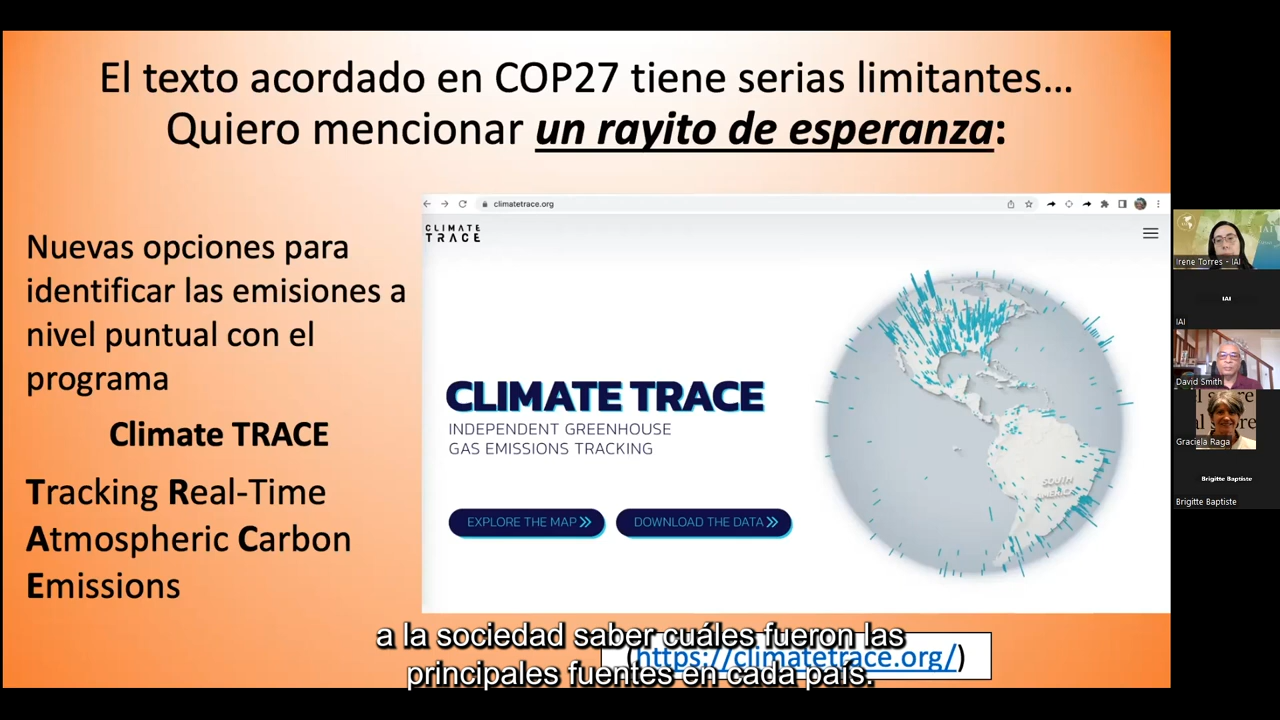 El texto acordado en COP27 tiene serias limitantes…
Quiero mencionar un rayito de esperanza:
Nuevas opciones para
identificar las emisiones a
nivel puntual con el
programa
Climate TRACE
Tracking Real-Time
Atmospheric Carbon
Emissions
climatetrace.org
CLIMATE
TRACE
CLIMATE TRACE
INDEPENDENT GREENHOUSE
GAS EMISSIONS TRACKING
EXPLORE THE MAP
DOWNLOAD THE DATA
SOUTH
AMERICA
(https://climatetrace.org/)
a la sociedad saber cuáles fueron las
principales fuentes en cada país.
IAI
Irene Torres - IAI
IAI
IAI
David Smith
Graciela Raga
Brigitte Baptiste
Brigitte Baptiste